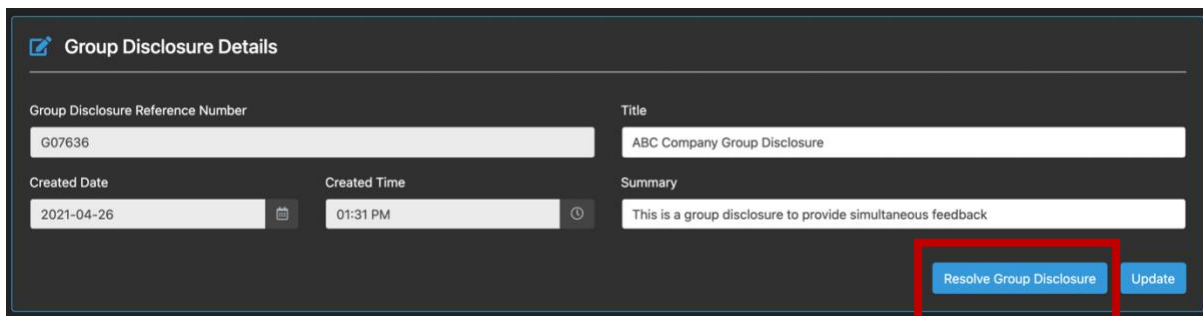 Group Disclosure Details
Group Disclosure Reference Number
Title
G07636
ABC Company Group Disclosure
Created Date
Created Time
Summary
2021-04-26
01:31 PM
This is a group disclosure to provide simultaneous feedback
Resolve Group Disclosure
Update